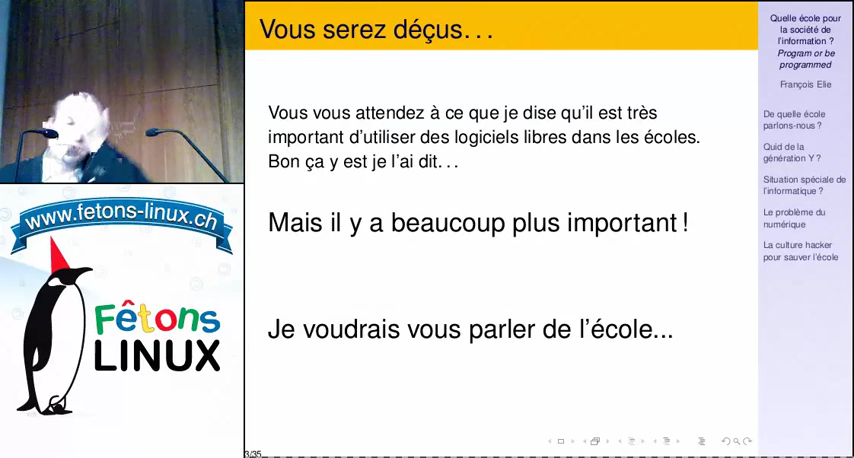 Vous serez déçus...
Vous vous attendez à ce que je dise qu'il est très
important d'utiliser des logiciels libres dans les écoles.
Bon ça y est je l'ai dit...
Mais il y a beaucoup plus important !
Je voudrais vous parler de l'école...
3/35
Quelle école pour
la société de
l'information ?
Program or be
programmed
François Elie
De quelle école
parlons-nous ?
Quid de la
génération Y ?
Situation spéciale de
l'informatique ?
Le problème du
numérique
La culture hacker
pour sauver l'école
www.fetons-linux.ch
Fêtons
LINUX